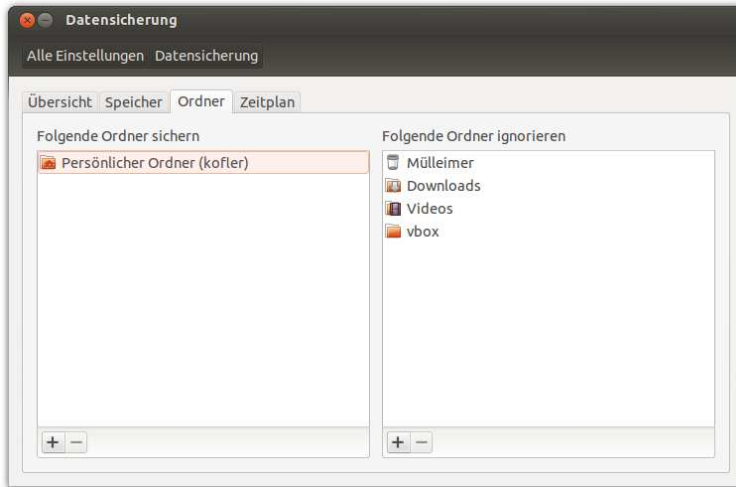 Datensicherung
Alle Einstellungen Datensicherung
Übersicht Speicher Ordner Zeitplan
Folgende Ordner sichern
Persönlicher Ordner (kofler)
Folgende Ordner ignorieren
Mülleimer
Downloads
Videos
vbox